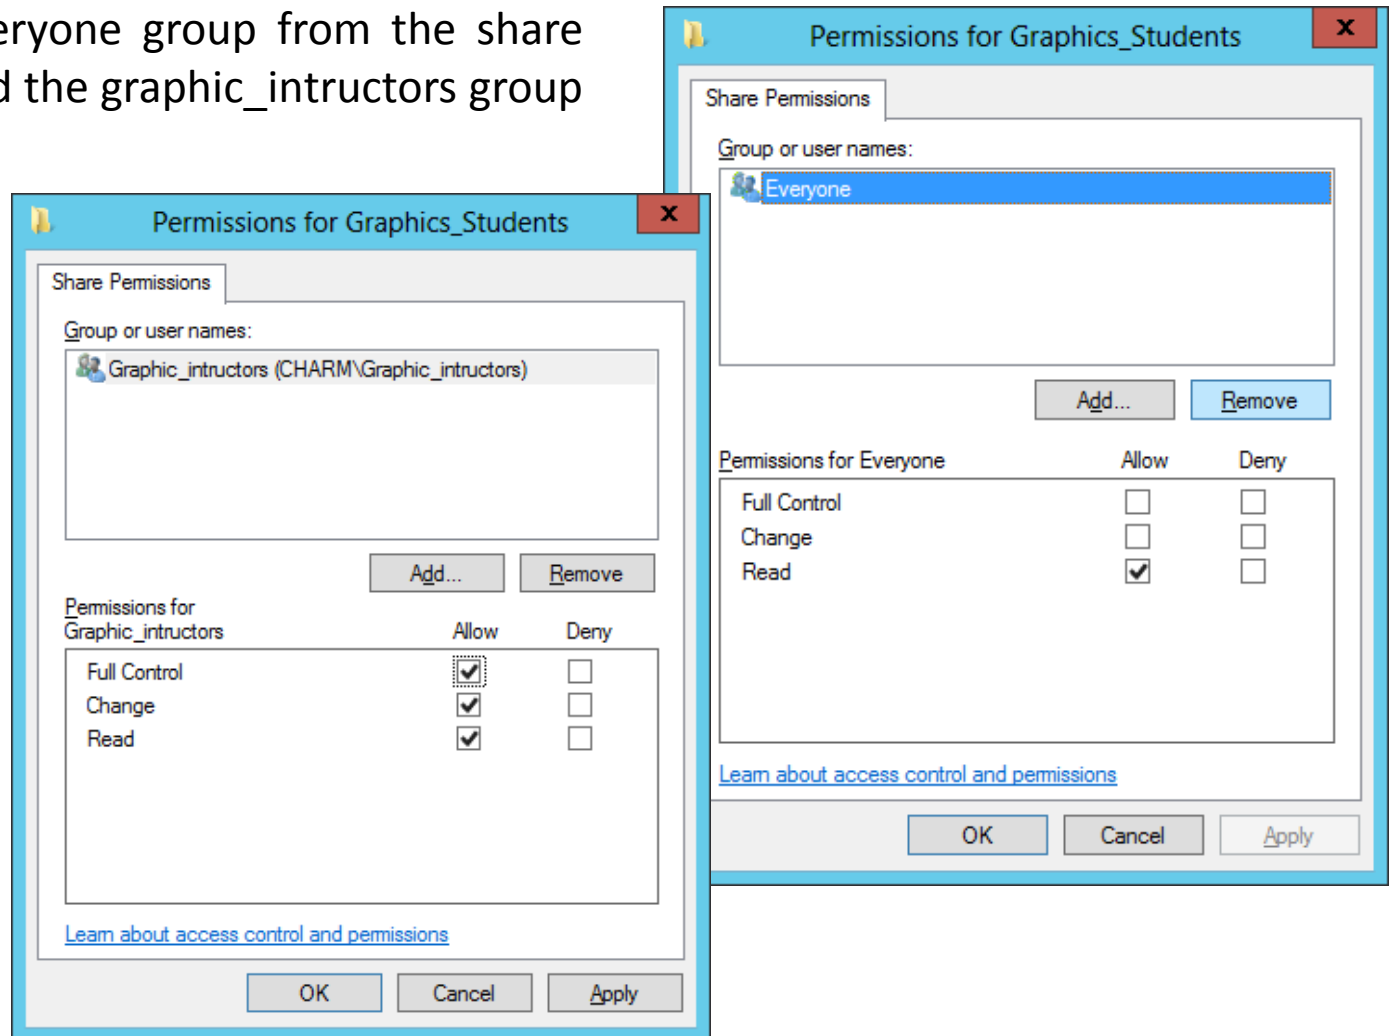 eryone group from the share
d the graphic_intructors group
Permissions for Graphics_Students
x
Share Permissions
Group or user names:
Everyone
Add...
Remove
Permissions for Everyone
Allow
Deny
Full Control
Change
Read
Learn about access control and permissions
OK
Cancel
Apply
Permissions for Graphics_Students
x
Share Permissions
Group or user names:
Graphic_intructors (CHARM\Graphic_intructors)
Add...
Remove
Permissions for
Graphic_intructors
Allow
Deny
Full Control
Change
Read
Learn about access control and permissions
OK
Cancel
Apply